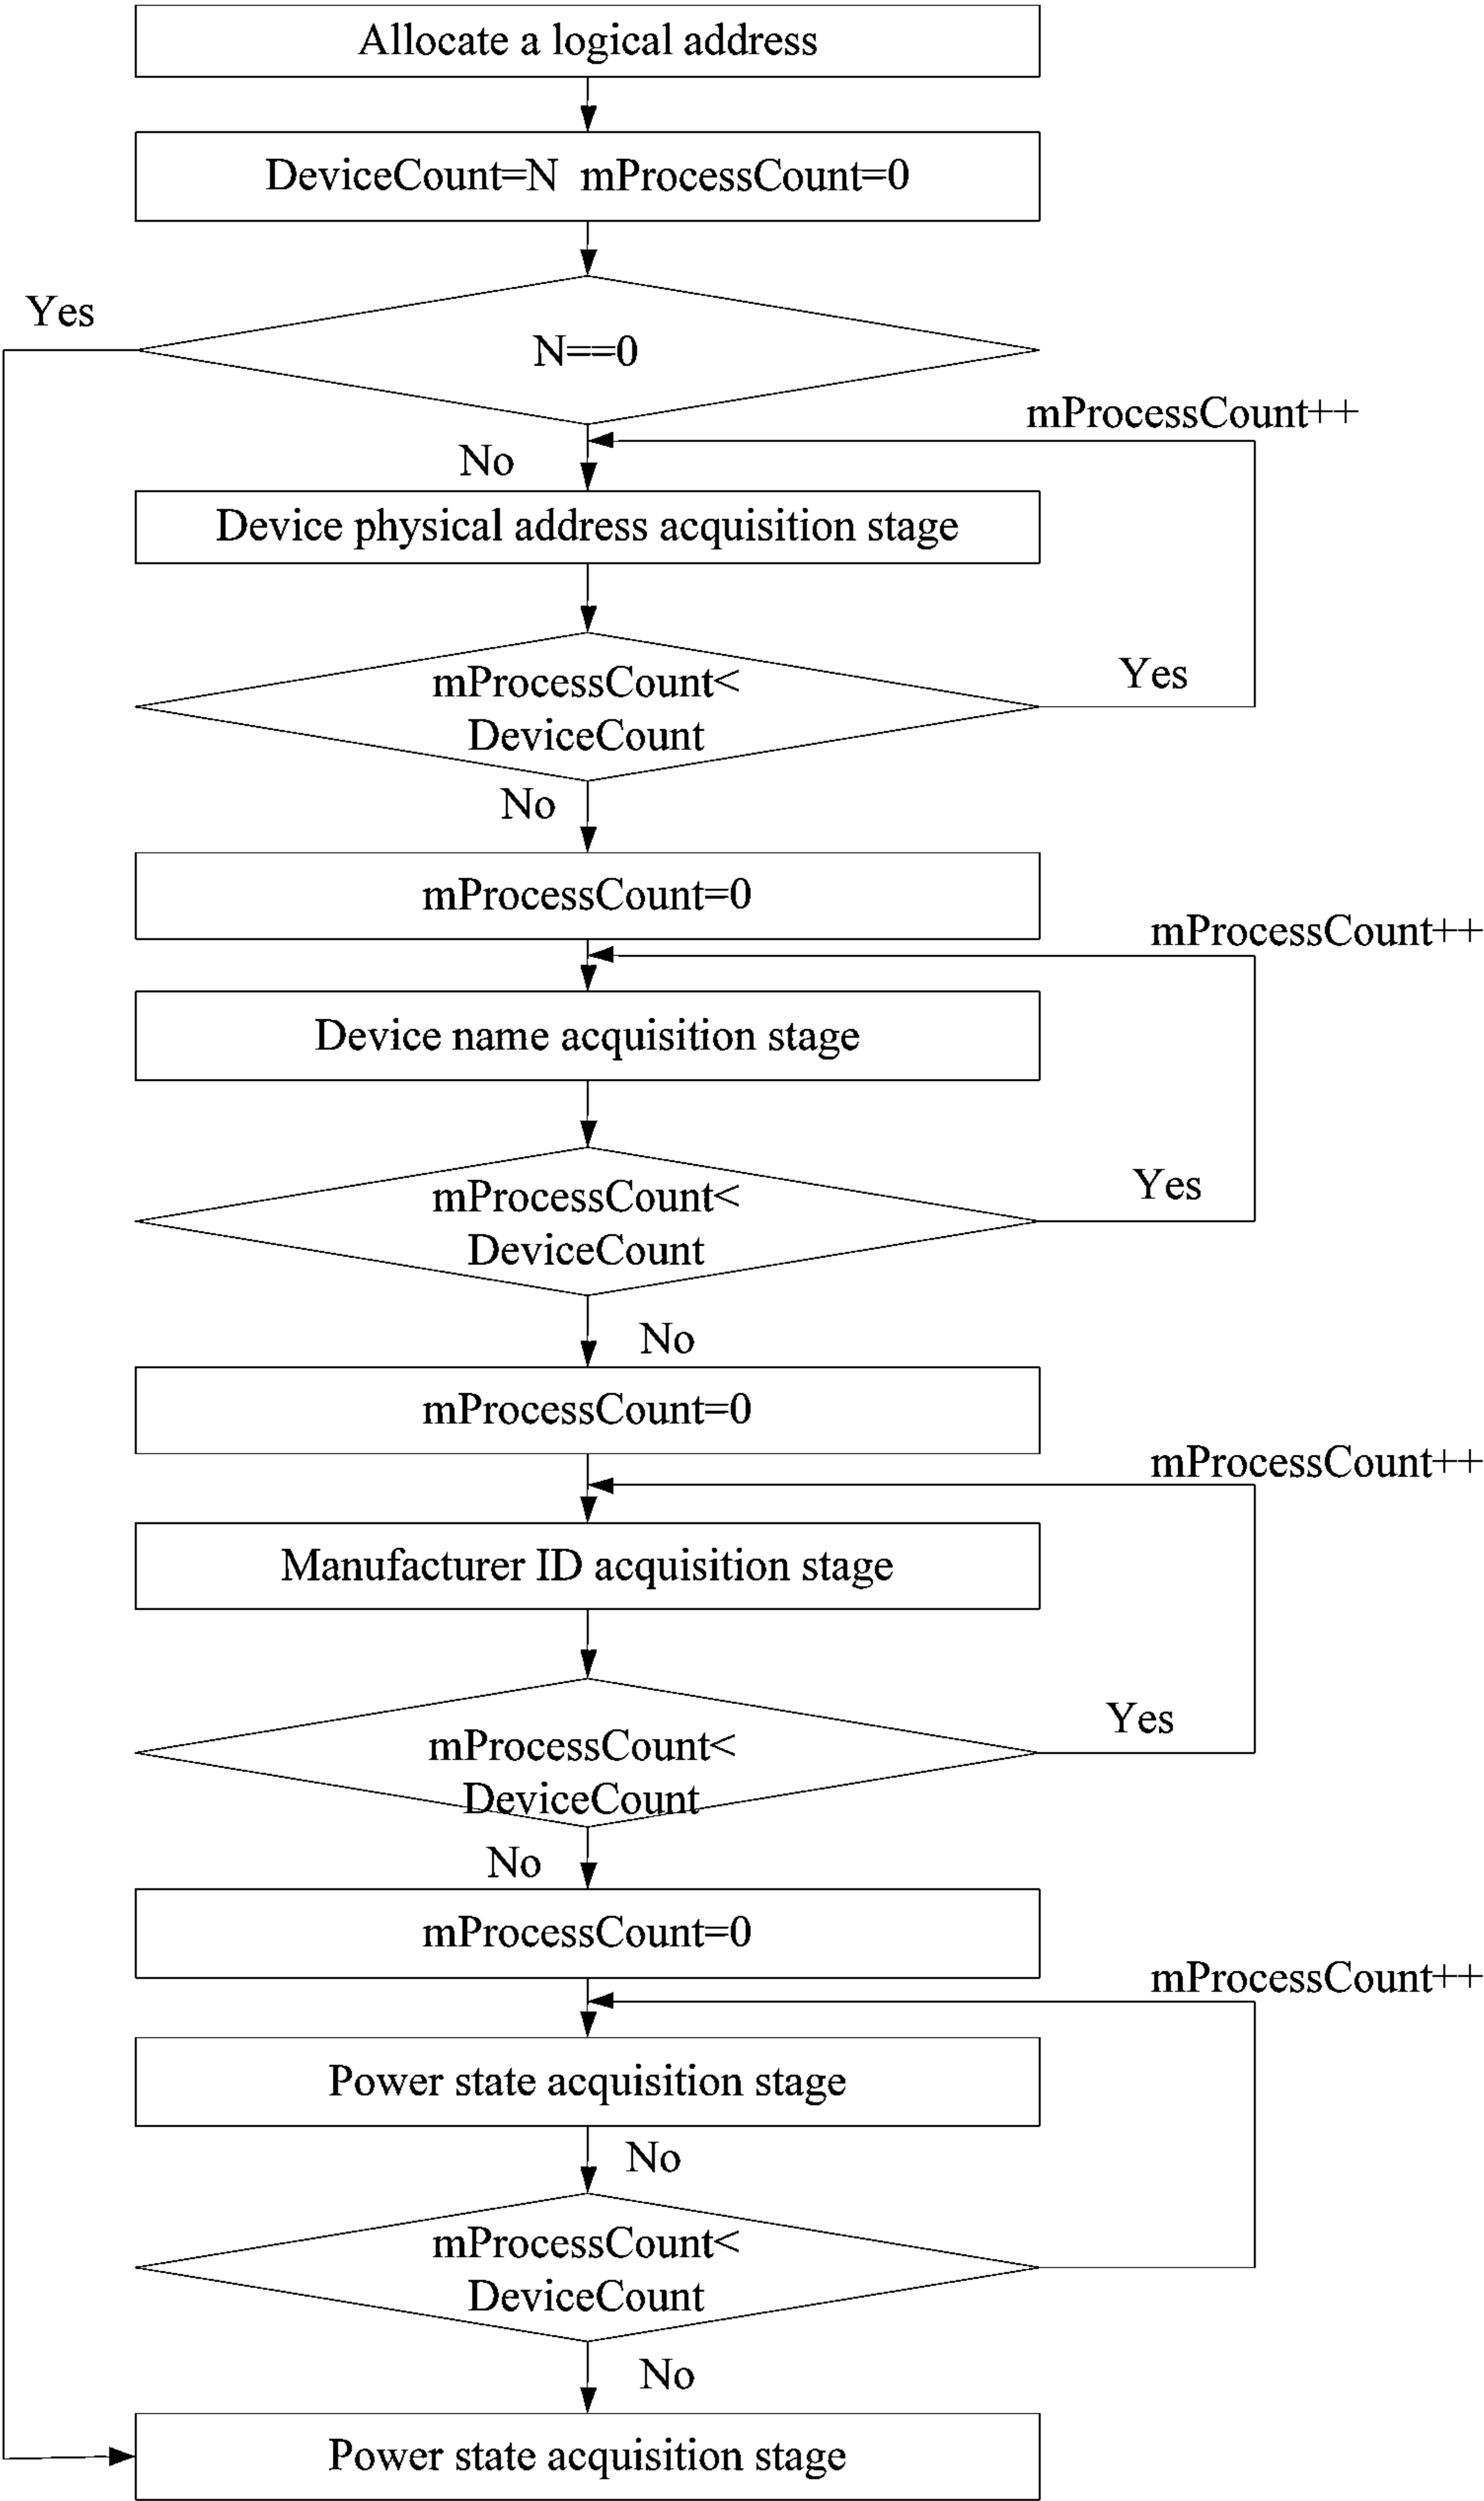 Allocate a logical address
DeviceCount=N  mProcessCount=0
Yes
N==0
mProcessCount++
No
Device physical address acquisition stage
mProcessCount<
DeviceCount
Yes
No
mProcessCount=0
mProcessCount++
Device name acquisition stage
mProcessCount<
DeviceCount
Yes
No
mProcessCount=0
mProcessCount++
Manufacturer ID acquisition stage
mProcessCount<
DeviceCount
Yes
No
mProcessCount=0
mProcessCount++
Power state acquisition stage
No
mProcessCount<
DeviceCount
No
Power state acquisition stage